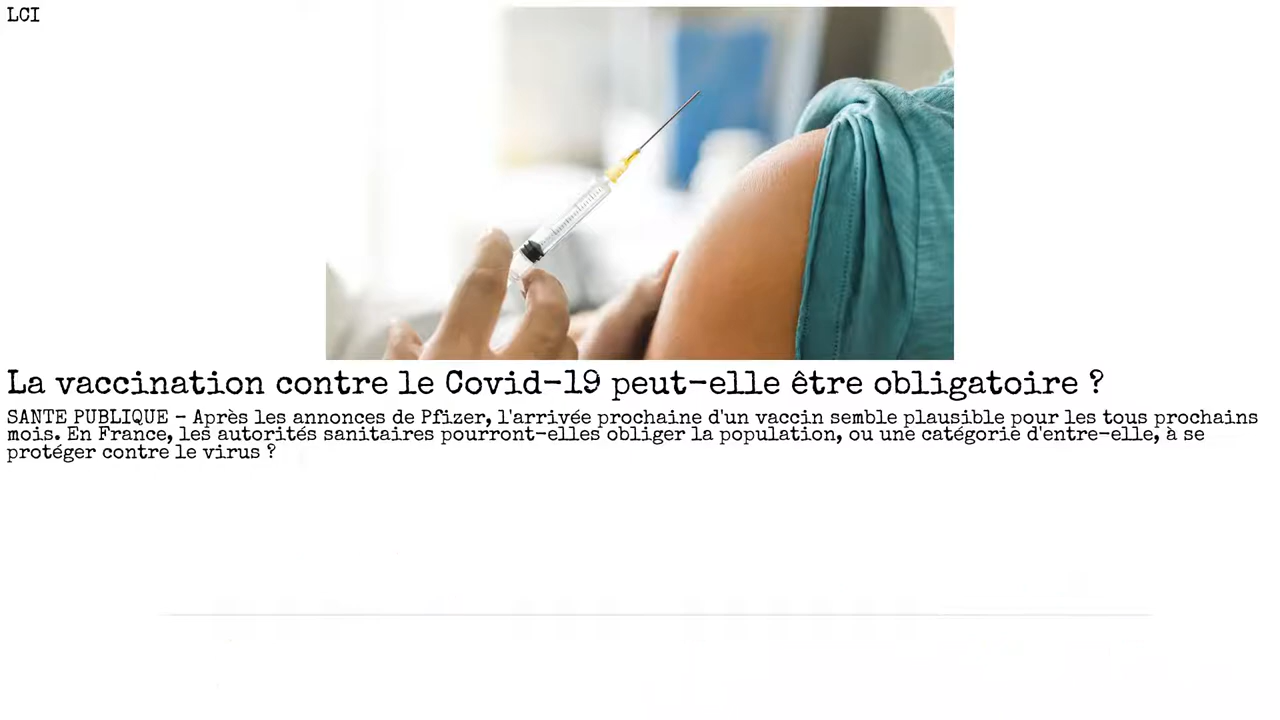 LCI
La vaccination contre le Covid-19 peut-elle être obligatoire ?
SANTE PUBLIQUE - Après les annonces de Pfizer, l'arrivée prochaine d'un vaccin semble plausible pour les tous prochains
mois. En France, les autorités sanitaires pourront-elles obliger la population, ou une catégorie d'entre-elle, à se
protéger contre le virus ?